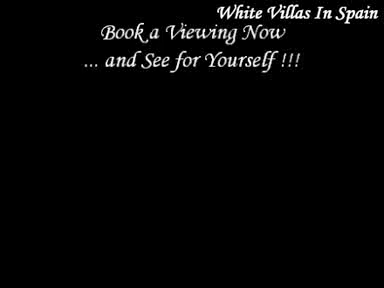 White Villas In Spain
Book a Viewing Now
... and See for Yourself !!!